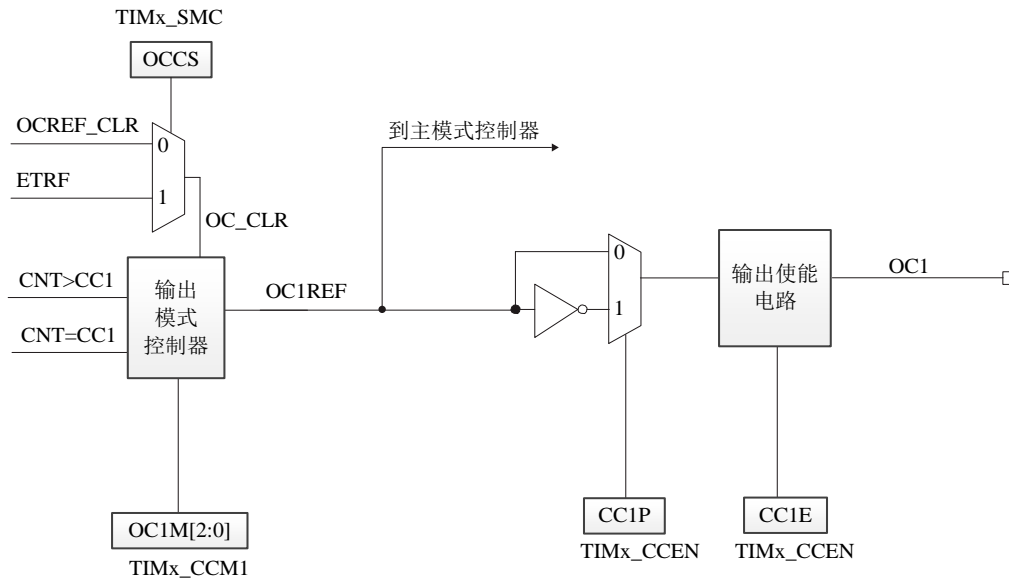 TIMx_SMC
OCCS
OCREF_CLR
0
到主模式控制器
ETRF
1
OC_CLR
CNT>CC1
输出
模式
控制器
OC1REF
0
1
输出使能
电路
OC1
CNT=CC1
OC1M[2:0]
TIMx_CCM1
CC1P
TIMx_CCEN
CC1E
TIMx_CCEN